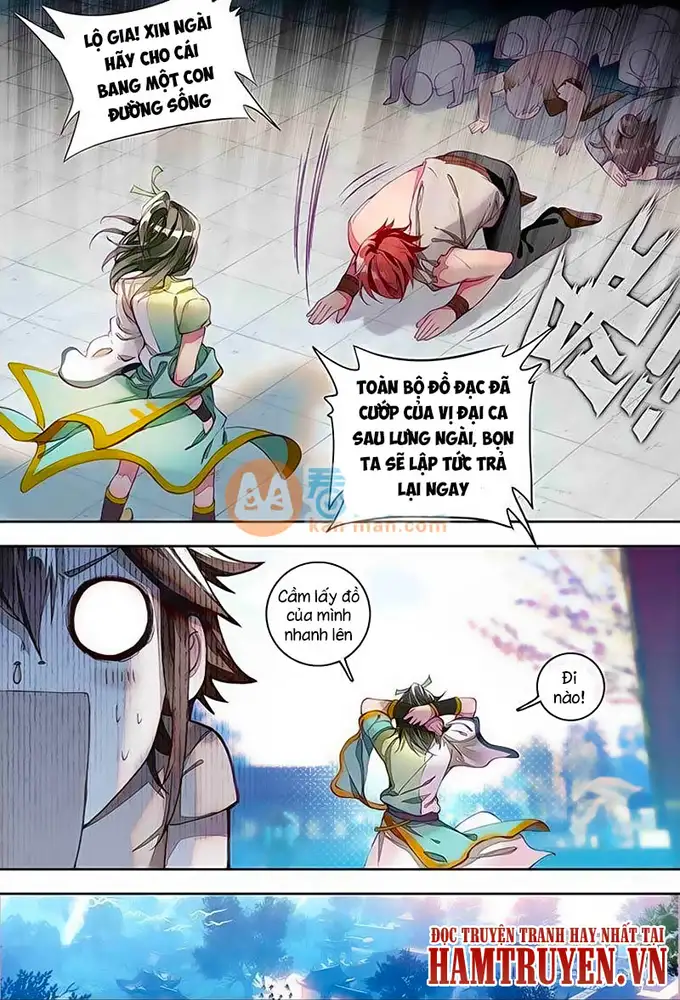 LỘ GIA! XIN NGÀI
HÃY CHO CÁI
BANG MỘT CON
ĐƯỜNG SỐNG
TOÀN BỘ ĐỒ ĐẠC ĐÃ
CƯỚP CỦA VỊ ĐẠI CA
SAU LƯNG NGÀI, BỌN
TA SẼ LẬP TỨC TRẢ
LẠI NGAY
Cầm lấy đồ
của mình
nhanh lên
Đi
nào!
ĐỌC TRUYỆN TRANH HAY NHẤT TẠI
HAMTRUYEN.VN